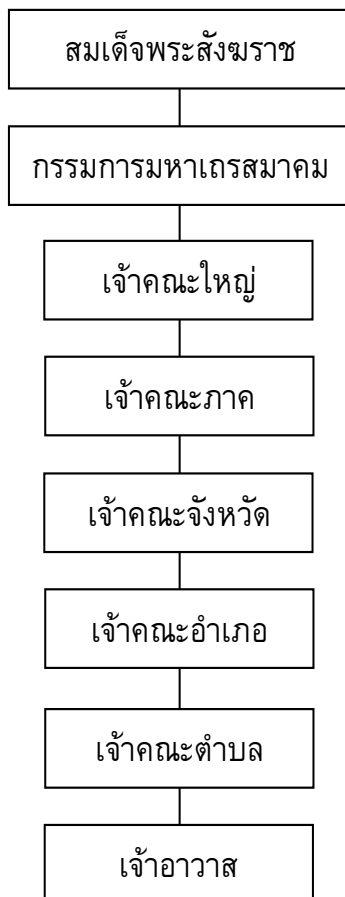 สมเด็จพระสังฆราช
กรรมการมหาเถรสมาคม
เจ้าคณะใหญ่
เจ้าคณะภาค
เจ้าคณะจังหวัด
เจ้าคณะอำเภอ
เจ้าคณะตำบล
เจ้าอาวาส